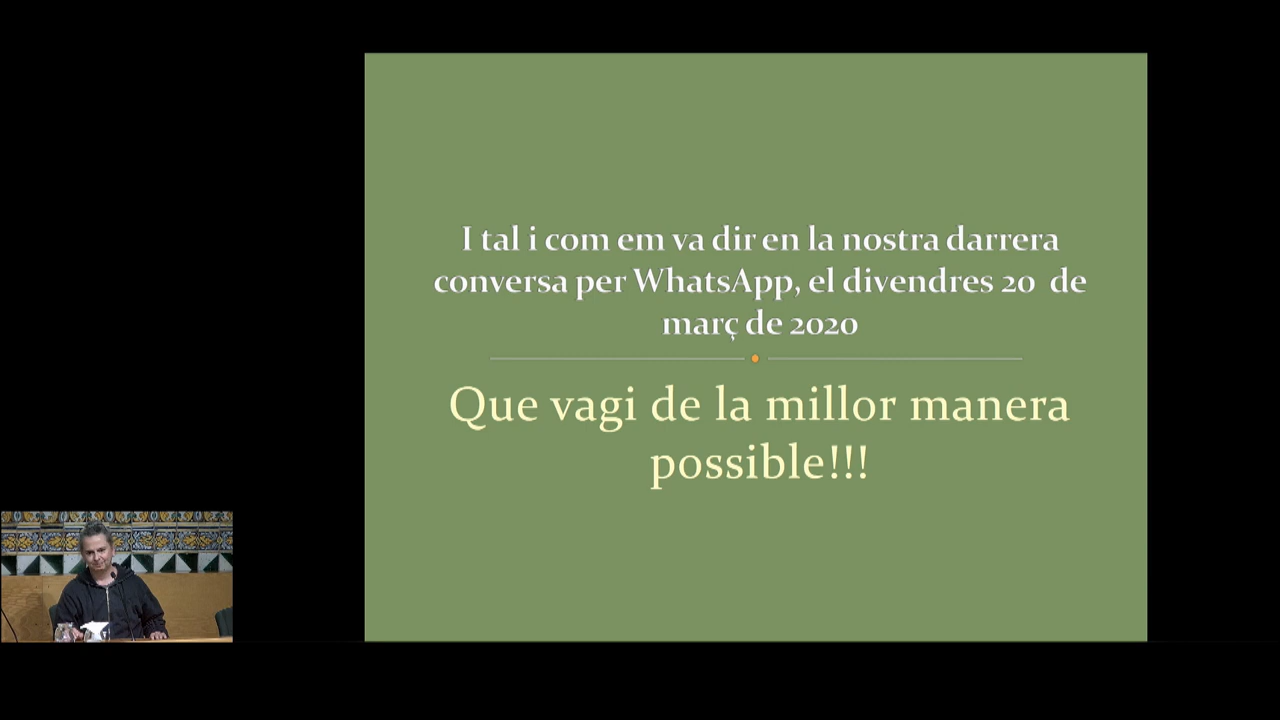 I tal i com em va dir en la nostra darrera
conversa per WhatsApp, el divendres 20 de
març de 2020
Que vagi de la millor manera
possible!!!